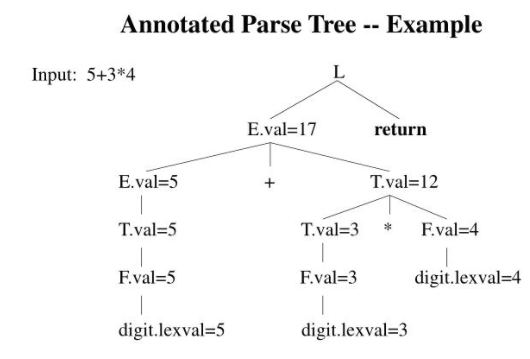 Annotated Parse Tree -- Example
Input: 5+3*4
L
E.val=17 return
E.val=5 + T.val=12
T.val=5 T.val=3 * F.val=4
F.val=5 F.val=3 digit.lexval=4
digit.lexval=5 digit.lexval=3